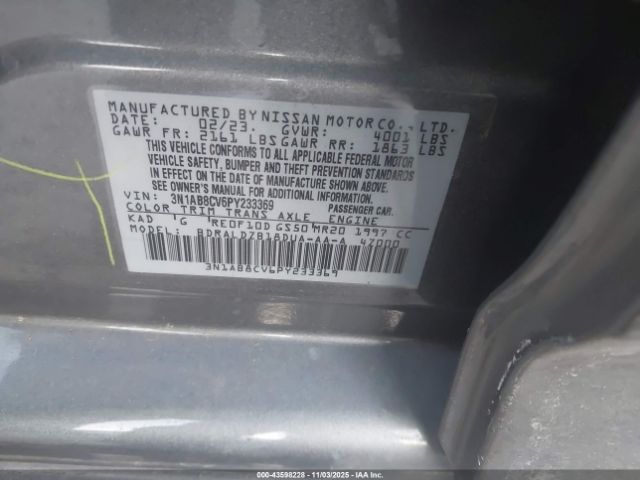 MANUFACTURED BY NISSAN MOTOR CO., LTD.
DATE: 02/23 GVWR: 4001 LBS
GAWR FR: 2161 LBS GAWR RR: 1863 LBS
THIS VEHICLE CONFORMS TO ALL APPLICABLE FEDERAL MOTOR
VEHICLE SAFETY, BUMPER AND THEFT PREVENTION STANDARDS
IN EFFECT ON THE DATE OF MANUFACTURE SHOWN ABOVE.
SEE OWNER'S MANUAL FOR ADDITIONAL INFORMATION.
VIN: 3N1AB8CV6PY233369 PASSENGER CAR
COLOR TRIM TRANS AXLE ENGINE
KAD G RE0F10D GS50 MR20 1997 CC
MODEL: BDRALDZB18DUA-AA-A 47000
3N1AB8CV6PY233369
000-43598228 - 11/03/2025 - IAA, Inc.